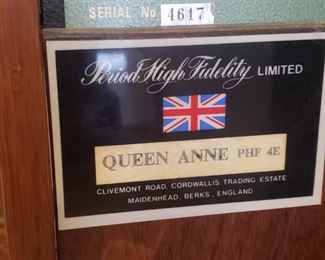 SERIAL No 4617
Period High Fidelity LIMITED
QUEEN ANNE PHF 4E
CLIVEMONT ROAD, CORDWALLIS TRADING ESTATE
MAIDENHEAD, BERKS, ENGLAND